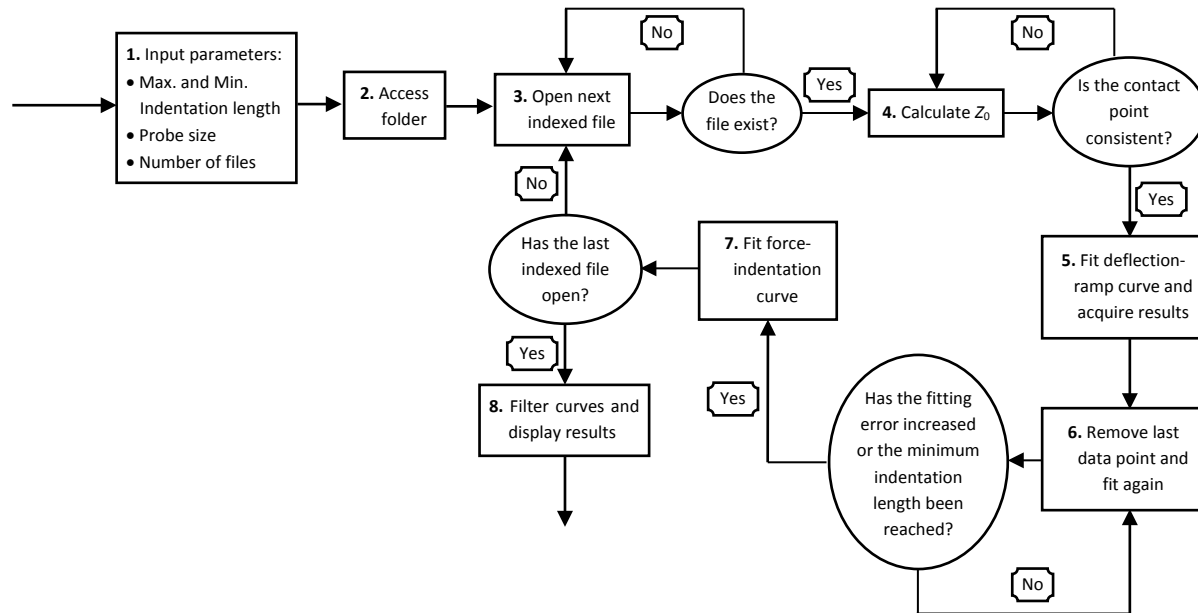 1. Input parameters:
• Max. and Min.
Indentation length
• Probe size
• Number of files
2. Access
folder
3. Open next
indexed file
No
Does the
file exist?
Yes
4. Calculate Z₀
No
Is the contact
point
consistent?
Yes
5. Fit deflection-
ramp curve and
acquire results
6. Remove last
data point and
fit again
Has the fitting
error increased
or the minimum
indentation
length been
reached?
No
Yes
7. Fit force-
indentation
curve
Has the last
indexed file
open?
No
Yes
8. Filter curves and
display results